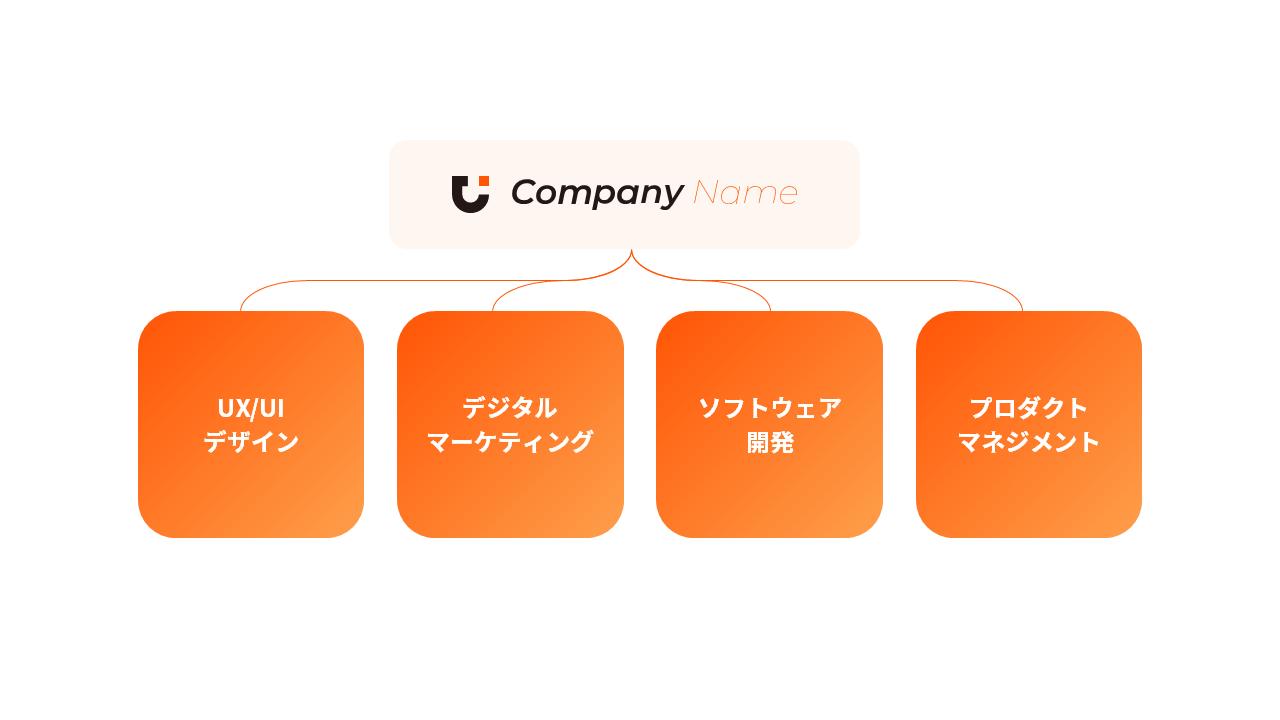 Company Name
UX/UI
デザイン
デジタル
マーケティング
ソフトウェア
開発
プロダクト
マネジメント